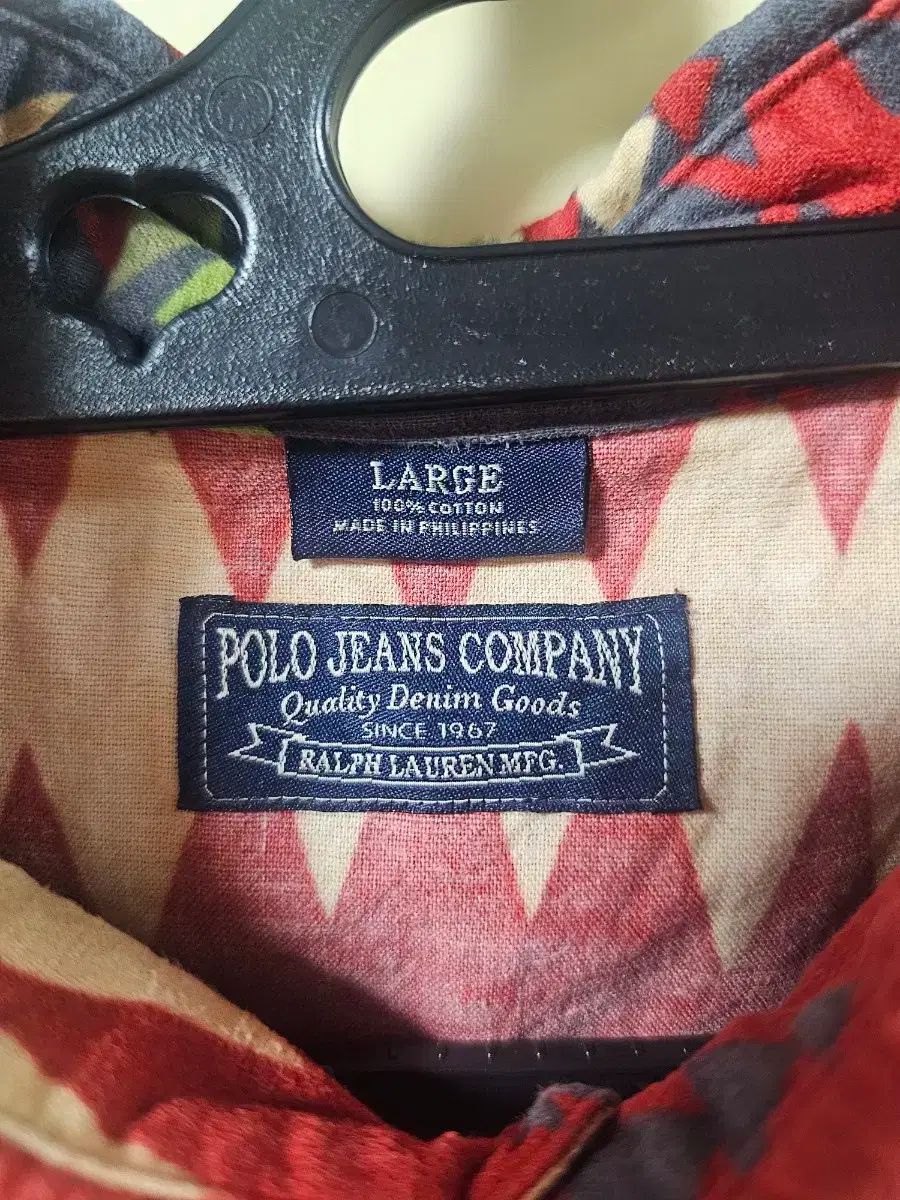 LARGE
100% COTTON
MADE IN PHILIPPINES
POLO JEANS COMPANY
Quality Denim Goods
SINCE 1967
RALPH LAUREN MFG.